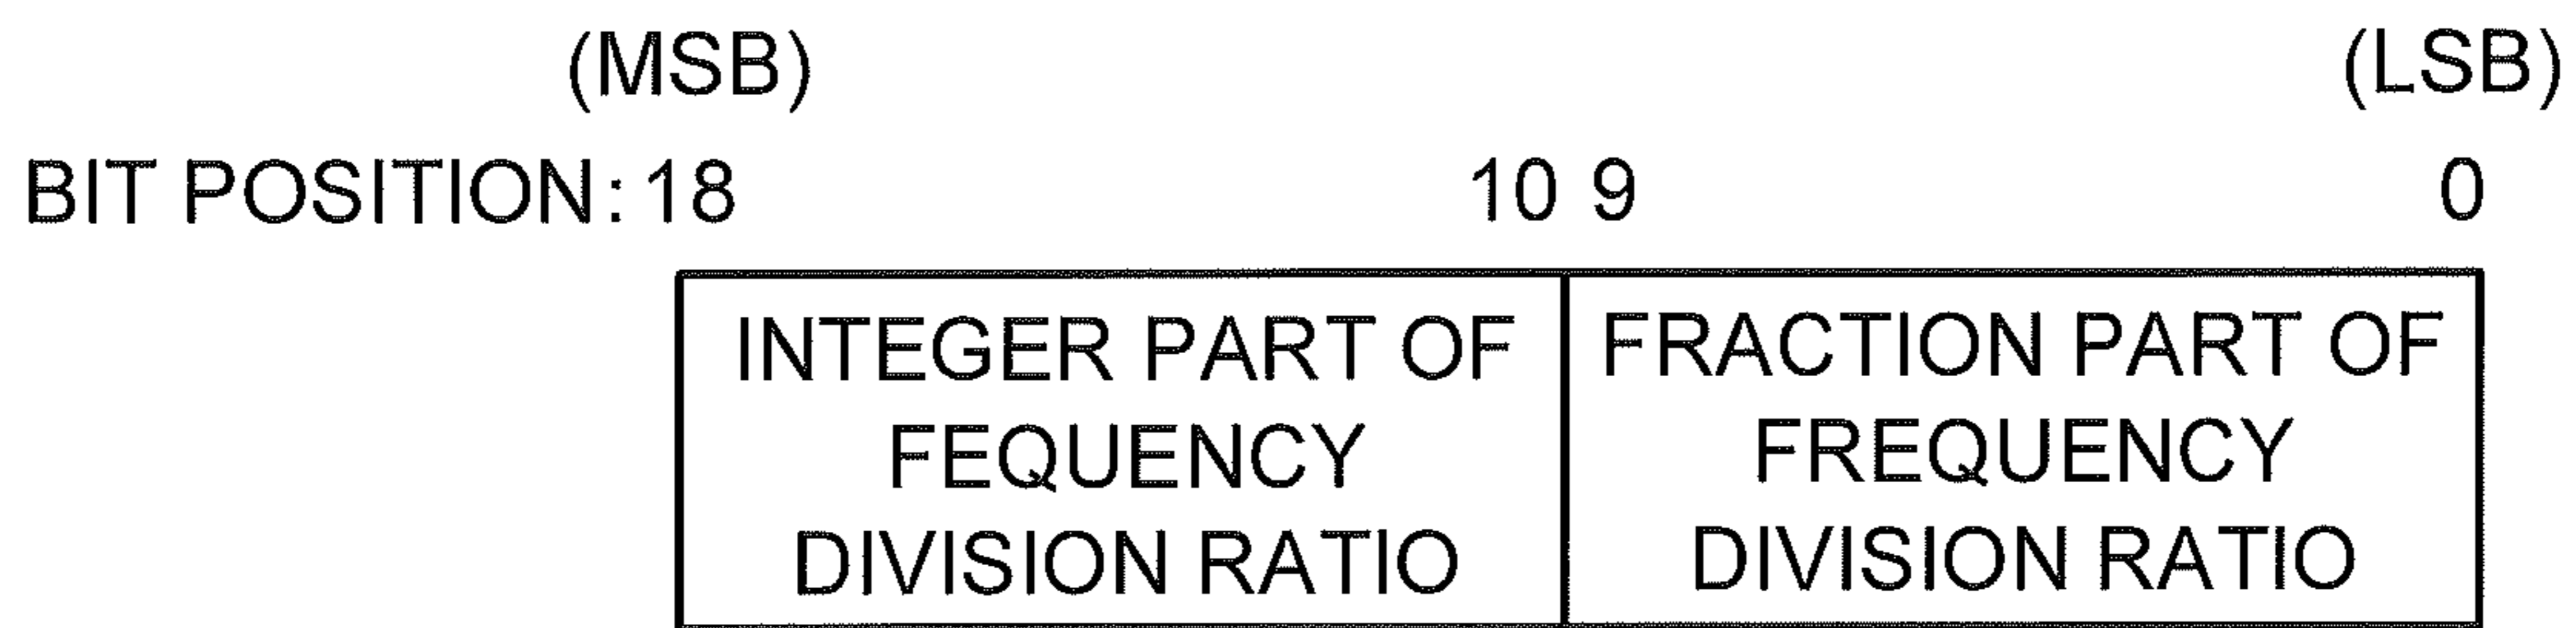 (MSB) (LSB)
BIT POSITION: 18 10 9 0
INTEGER PART OF
FEQUENCY
DIVISION RATIO
FRACTION PART OF
FREQUENCY
DIVISION RATIO